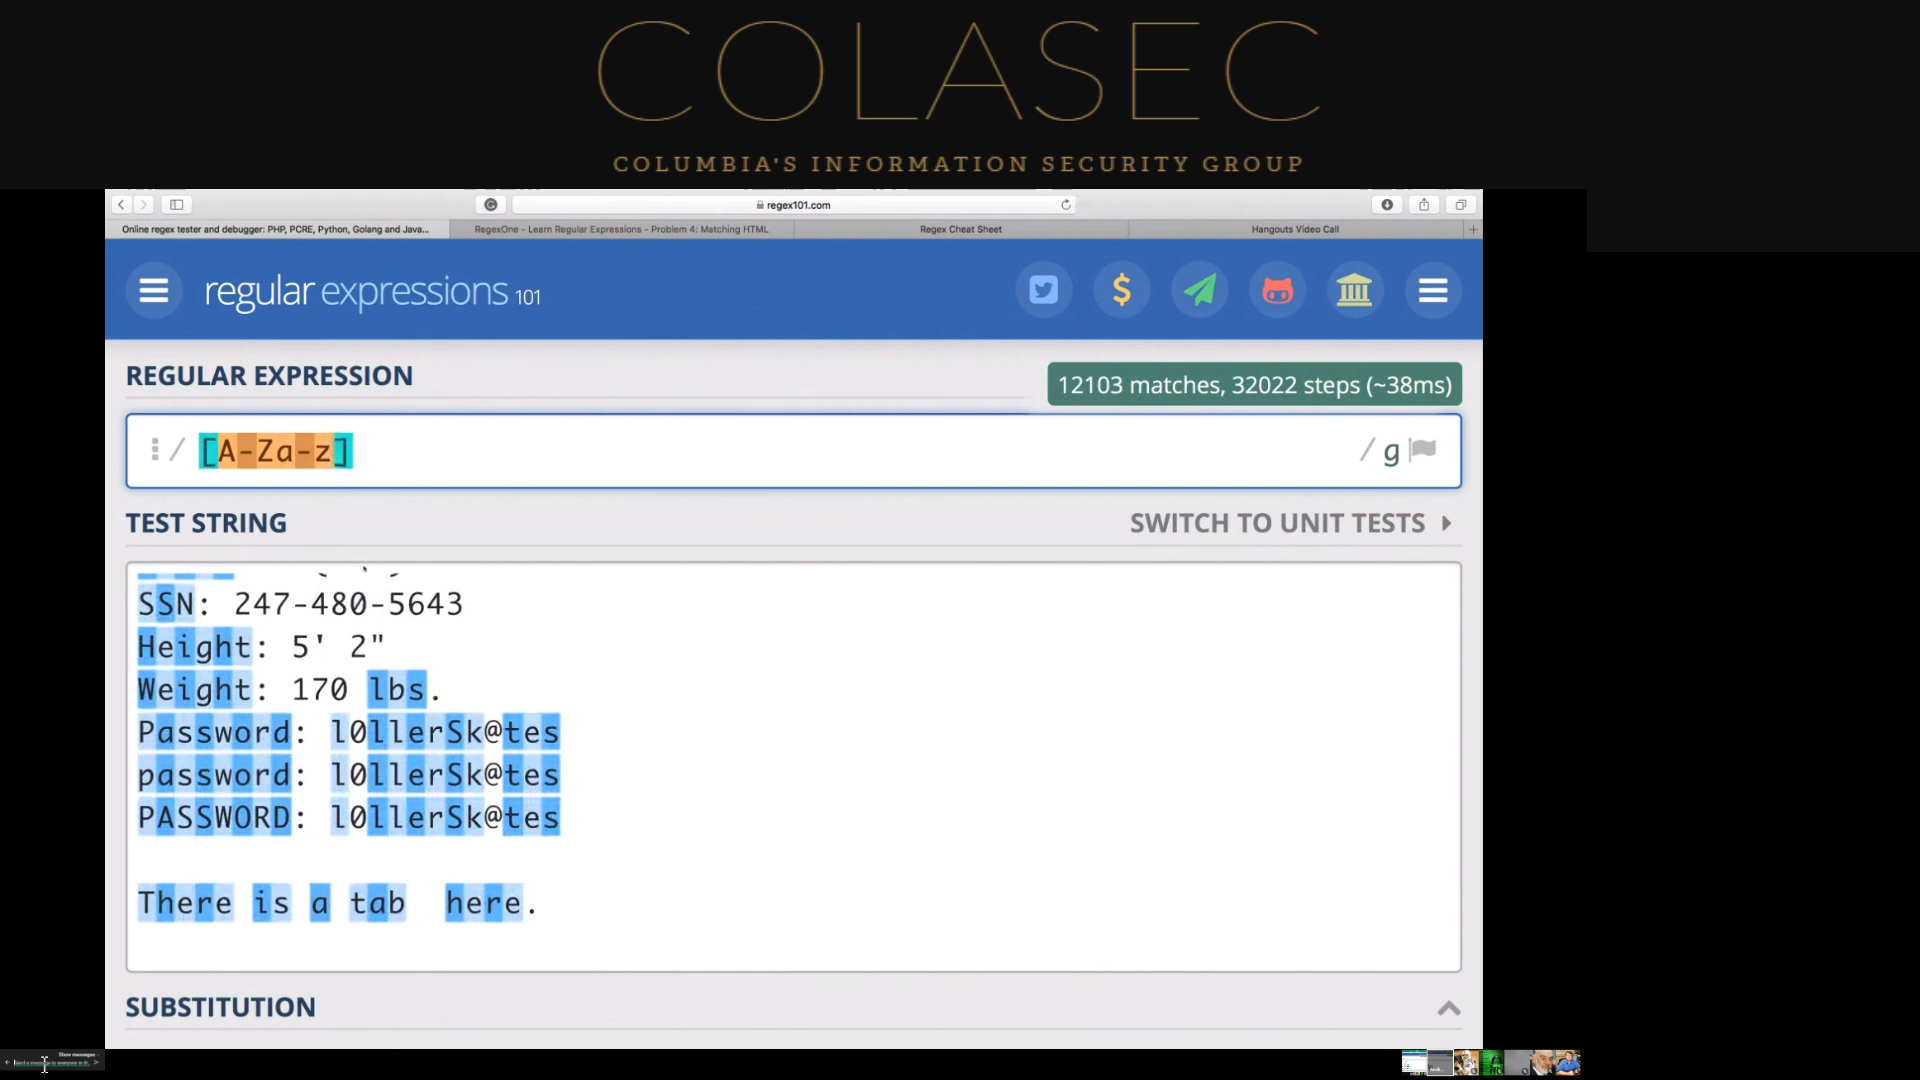 COLASEC
COLUMBIA'S INFORMATION SECURITY GROUP
regex101.com
Online regex tester and debugger: PHP, PCRE, Python, Golang and Java...
RegexOne - Learn Regular Expressions - Problem 4: Matching HTML
Regex Cheat Sheet
Hangouts Video Call
regular expressions 101
REGULAR EXPRESSION
12103 matches, 32022 steps (~38ms)
/ [A-Za-z] / g
TEST STRING
SWITCH TO UNIT TESTS
SSN: 247-480-5643
Height: 5' 2"
Weight: 170 lbs.
Password: l0llerSk@tes
password: l0llerSk@tes
PASSWORD: l0llerSk@tes
There is a tab  here.
SUBSTITUTION
Show messages